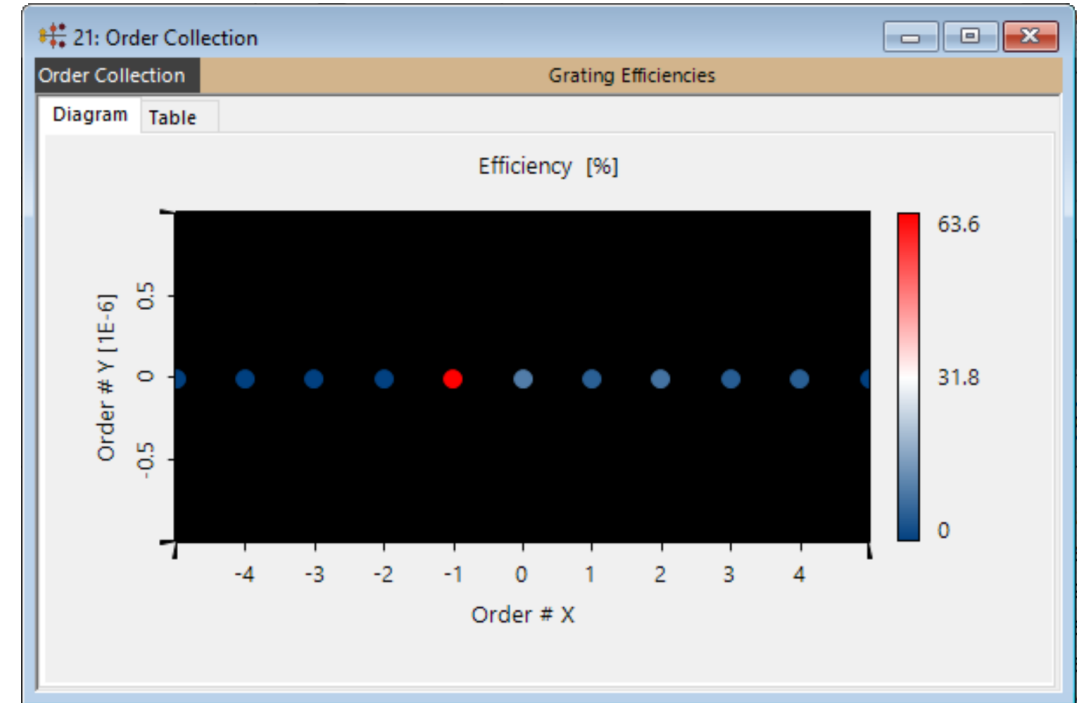 21: Order Collection
Order Collection Grating Efficiencies
Diagram Table
Efficiency [%]
63.6
31.8
0
Order # Y [1E-6]
0.5
0
-0.5
-4 -3 -2 -1 0 1 2 3 4
Order # X